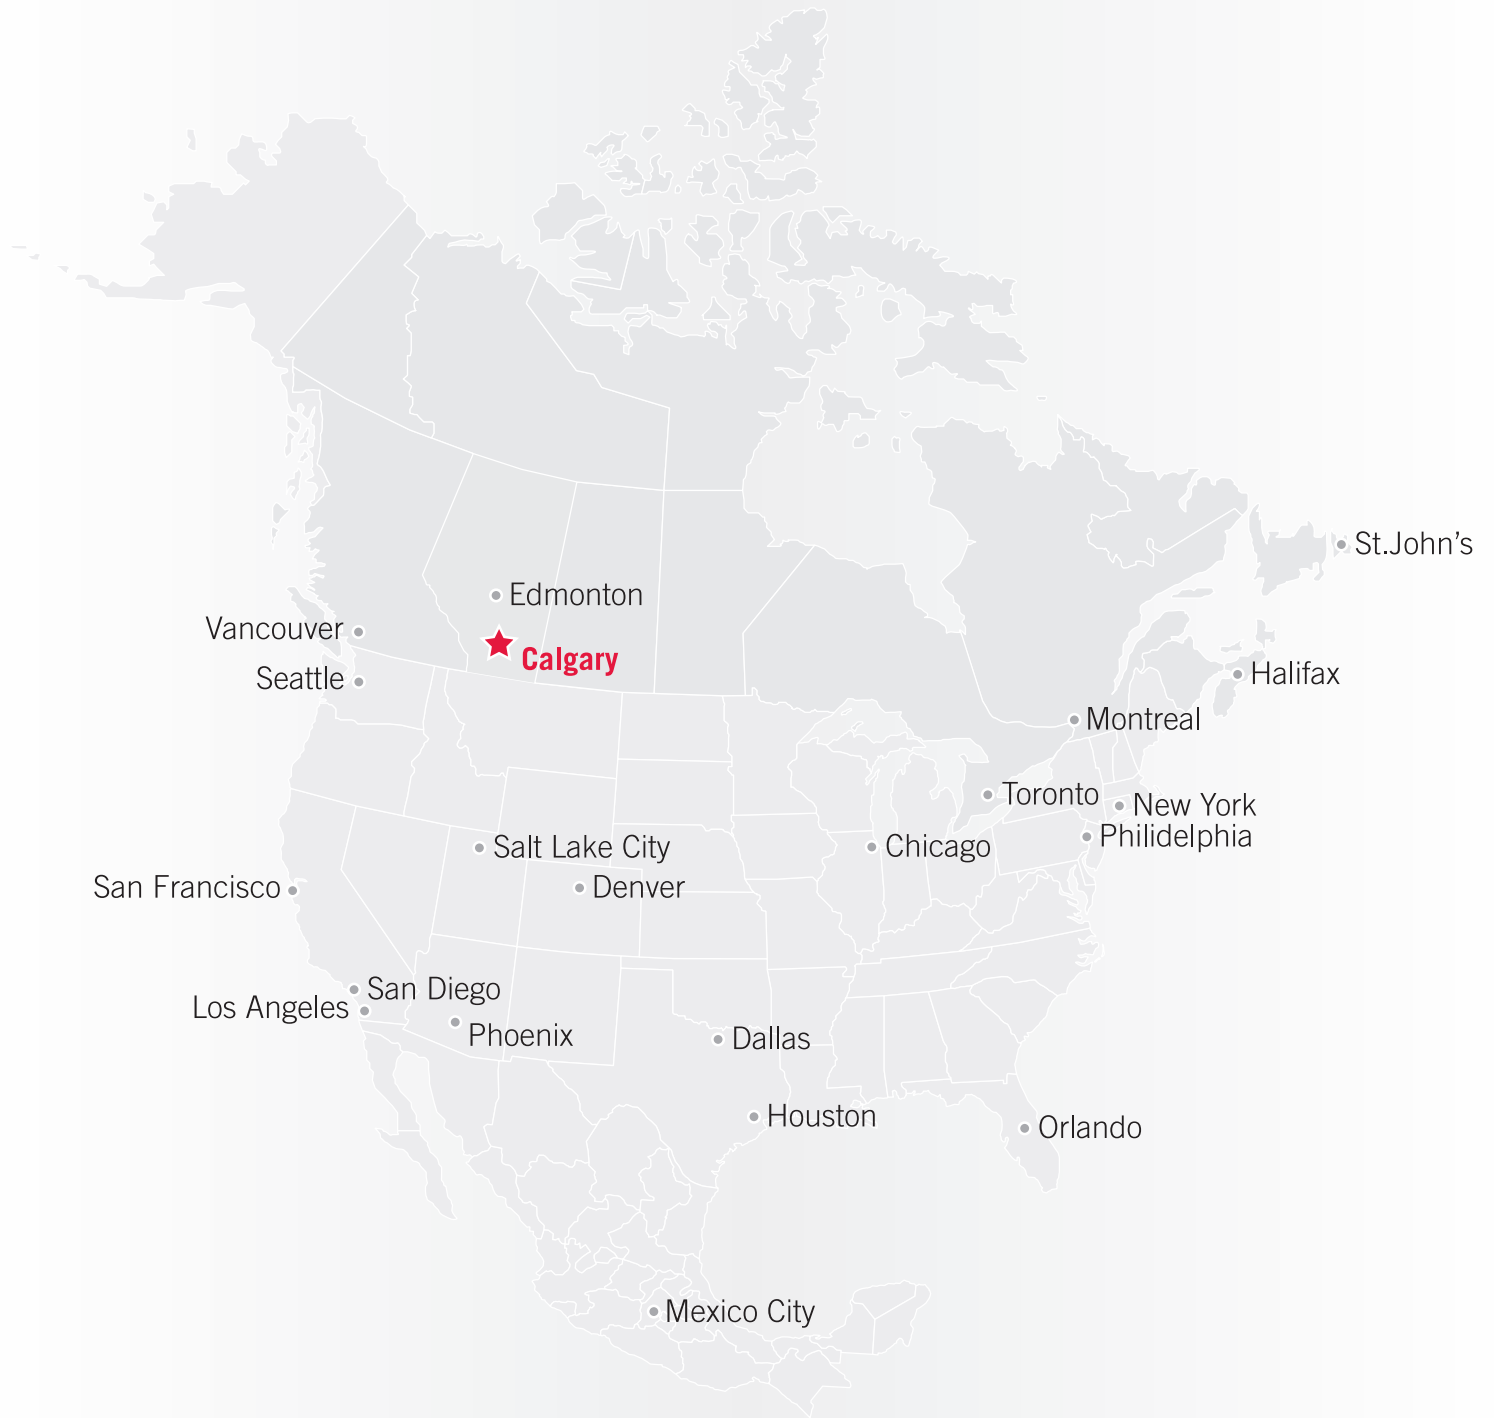 St.John's
Edmonton
Vancouver
Calgary
Seattle
Halifax
Montreal
Toronto
New York
Philidelphia
Salt Lake City
Chicago
San Francisco
Denver
San Diego
Los Angeles
Phoenix
Dallas
Houston
Orlando
Mexico City